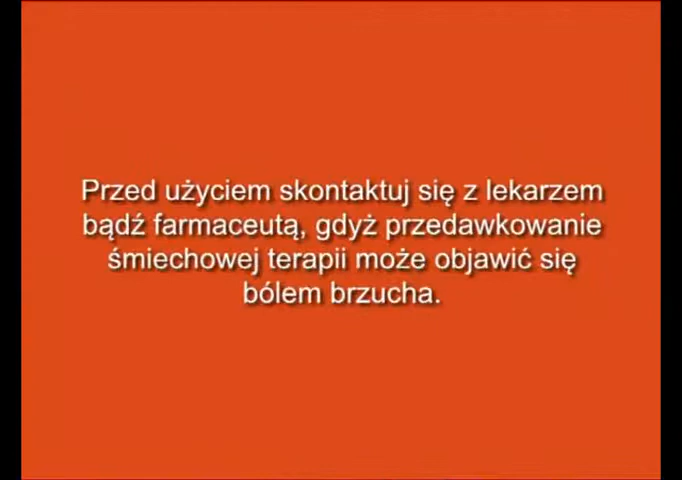 Przed użyciem skontaktuj się z lekarzem
bądź farmaceutą, gdyż przedawkowanie
śmiechowej terapii może objawić się
bólem brzucha.